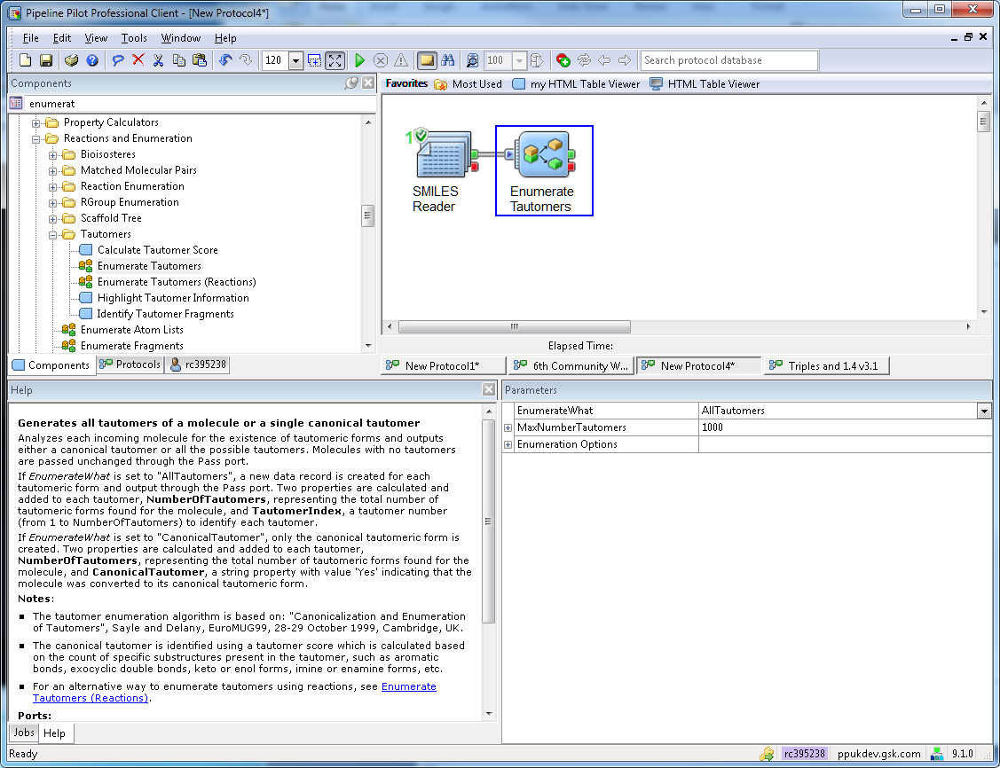 Pipeline Pilot Professional Client - [New Protocol4*]
File Edit View Tools Window Help
120 100 Search protocol database
Components
enumerat
Property Calculators
Reactions and Enumeration
Bioisosteres
Matched Molecular Pairs
Reaction Enumeration
RGroup Enumeration
Scaffold Tree
Tautomers
Calculate Tautomer Score
Enumerate Tautomers
Enumerate Tautomers (Reactions)
Highlight Tautomer Information
Identify Tautomer Fragments
Enumerate Atom Lists
Enumerate Fragments
Components Protocols rc395238
Favorites Most Used my HTML Table Viewer HTML Table Viewer
1
SMILES
Reader
Enumerate
Tautomers
Elapsed Time:
New Protocol1* 6th Community W... New Protocol4* Triples and 1.4 v3.1
Help
Generates all tautomers of a molecule or a single canonical tautomer
Analyzes each incoming molecule for the existence of tautomeric forms and outputs
either a canonical tautomer or all the possible tautomers. Molecules with no tautomers
are passed unchanged through the Pass port.
If EnumerateWhat is set to "AllTautomers", a new data record is created for each
tautomeric form and output through the Pass port. Two properties are calculated and
added to each tautomer, NumberOfTautomers, representing the total number of
tautomeric forms found for the molecule, and TautomerIndex, a tautomer number
(from 1 to NumberOfTautomers) to identify each tautomer.
If EnumerateWhat is set to "CanonicalTautomer", only the canonical tautomeric form is
created. Two properties are calculated and added to each tautomer,
NumberOfTautomers, representing the total number of tautomeric forms found for the
molecule, and CanonicalTautomer, a string property with value 'Yes' indicating that the
molecule was converted to its canonical tautomeric form.
Notes:
▪ The tautomer enumeration algorithm is based on: "Canonicalization and Enumeration
of Tautomers", Sayle and Delany, EuroMUG99, 28-29 October 1999, Cambridge, UK.
▪ The canonical tautomer is identified using a tautomer score which is calculated based
on the count of specific substructures present in the tautomer, such as aromatic
bonds, exocyclic double bonds, keto or enol forms, imine or enamine forms, etc.
▪ For an alternative way to enumerate tautomers using reactions, see Enumerate
Tautomers (Reactions).
Ports:
Jobs Help
Parameters
EnumerateWhat AllTautomers
MaxNumberTautomers 1000
Enumeration Options
Ready rc395238 ppukdev.gsk.com 9.1.0